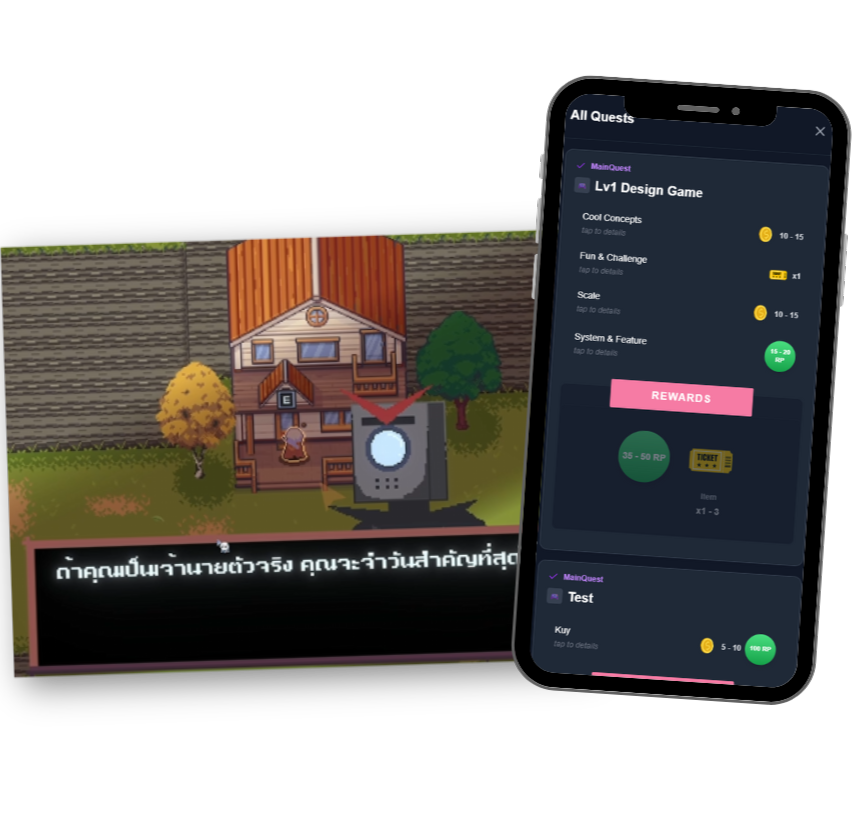 E
ถ้าคุณเป็นเจ้านายตัวจริง คุณจะจำวันสำคัญที่สุด
All Quests
MainQuest
Lv1 Design Game
Cool Concepts
tap to details
10 - 15
Fun & Challenge
tap to details
x1
Scale
tap to details
10 - 15
System & Feature
tap to details
15 - 20
RP
REWARDS
35 - 50 RP
TICKET
Item
x1 - 3
MainQuest
Test
Kuy
tap to details
5 - 10
100 RP